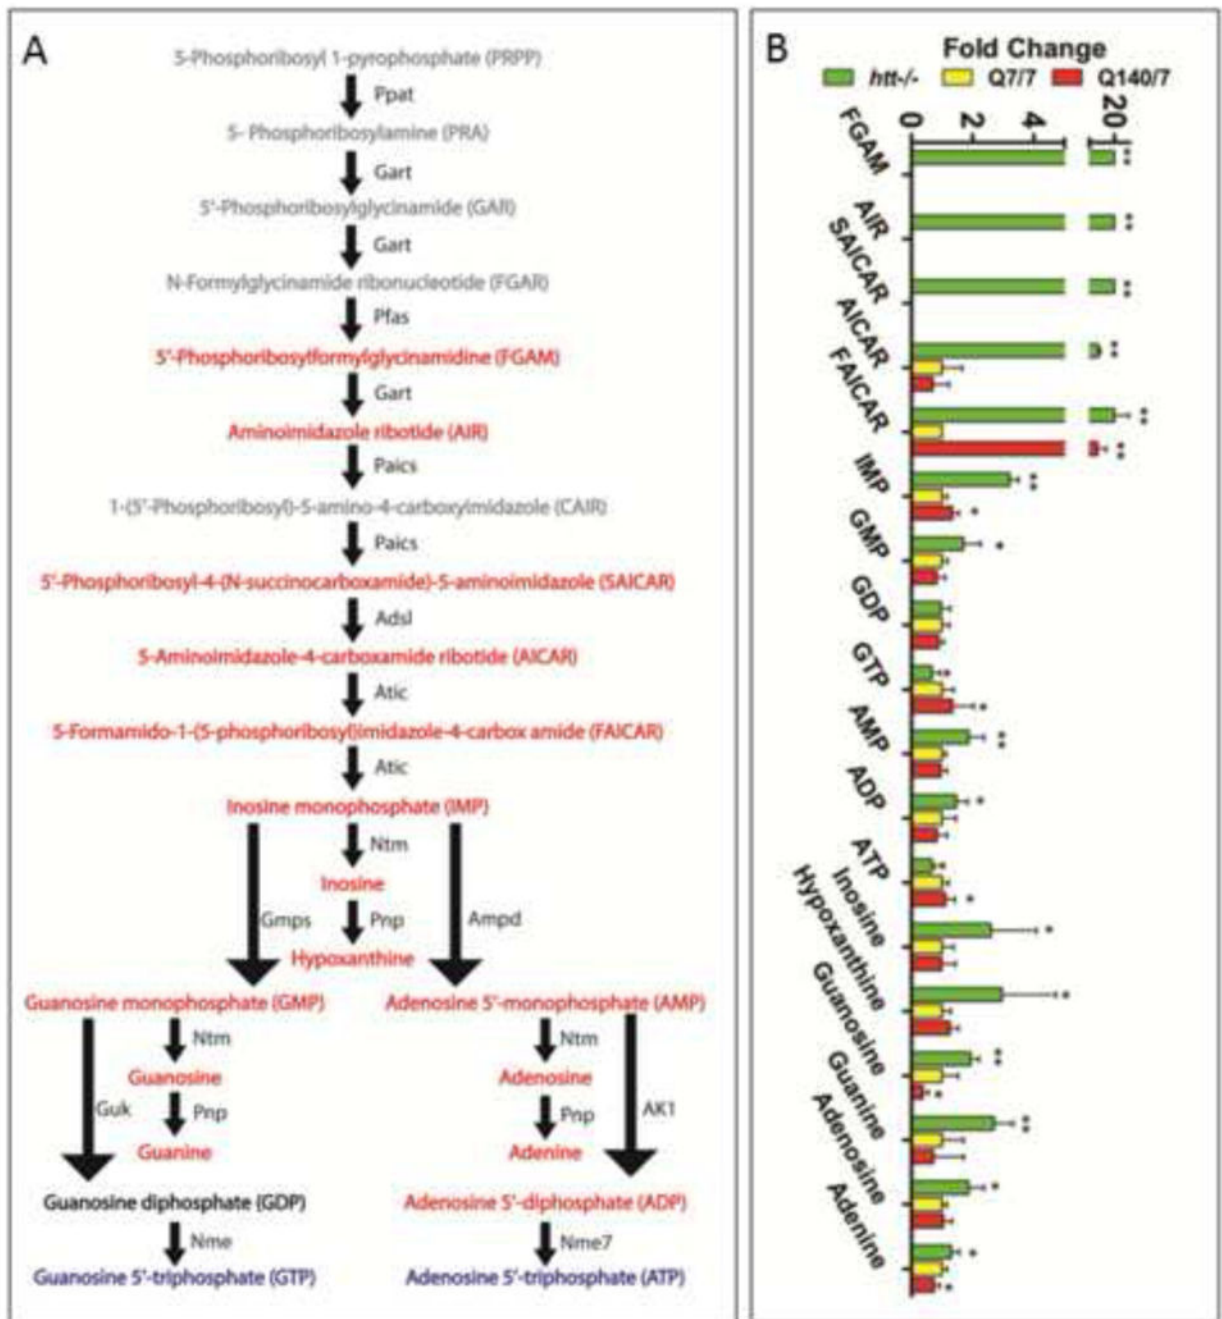 A
5-Phosphoribosyl 1-pyrophosphate (PRPP)
Ppat
5- Phosphoribosylamine (PRA)
Gart
5'-Phosphoribosylglycinamide (GAR)
Gart
N-Formylglycinamide ribonucleotide (FGAR)
Pfas
5'-Phosphoribosylformylglycinamidine (FGAM)
Gart
Aminoimidazole ribotide (AIR)
Paics
1-(5'-Phosphoribosyl)-5-amino-4-carboxyimidazole (CAIR)
Paics
5'-Phosphoribosyl-4-(N-succinocarboxamide)-5-aminoimidazole (SAICAR)
Adsl
5-Aminoimidazole-4-carboxamide ribotide (AICAR)
Atic
5-Formamido-1-(5-phosphoribosyl)imidazole-4-carbox amide (FAICAR)
Atic
Inosine monophosphate (IMP)
Ntm
Inosine
Gmps Pnp Ampd
Hypoxanthine
Guanosine monophosphate (GMP) Adenosine 5'-monophosphate (AMP)
Ntm Ntm
Guanosine Adenosine
Guk Pnp Pnp AK1
Guanine Adenine
Guanosine diphosphate (GDP) Adenosine 5'-diphosphate (ADP)
Nme Nme7
Guanosine 5'-triphosphate (GTP) Adenosine 5'-triphosphate (ATP)
B
Fold Change
htt-/- Q7/7 Q140/7
0 2 4 20
FGAM **
AIR **
SAICAR **
AICAR **
FAICAR ** **
IMP ** *
GMP *
GDP
GTP * *
AMP **
ADP *
ATP * *
Inosine *
Hypoxanthine *
Guanosine ** *
Guanine **
Adenosine *
Adenine * *